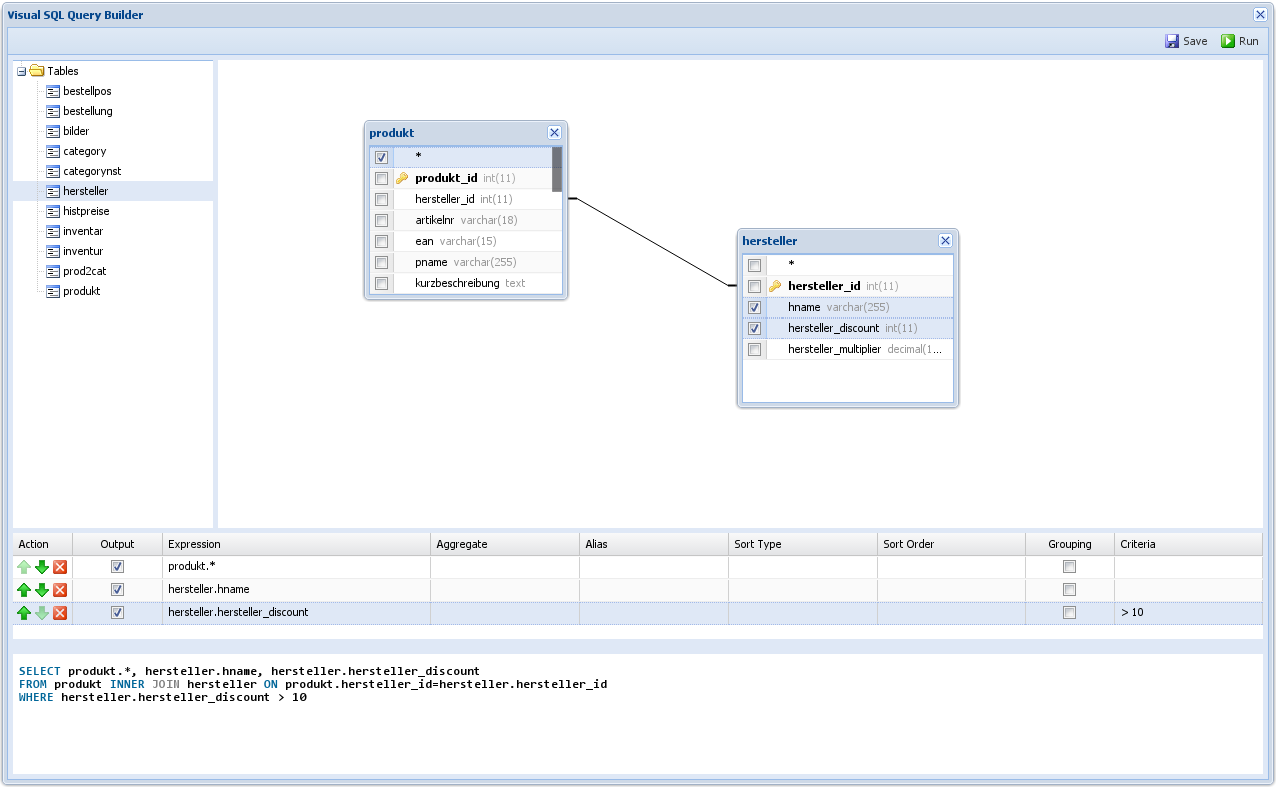 Visual SQL Query Builder
Save Run
Tables
bestellpos
bestellung
bilder
category
categorynst
hersteller
histpreise
inventar
inventur
prod2cat
produkt
produkt
*
produkt_id int(11)
hersteller_id int(11)
artikelnr varchar(18)
ean varchar(15)
pname varchar(255)
kurzbeschreibung text
hersteller
*
hersteller_id int(11)
hname varchar(255)
hersteller_discount int(11)
hersteller_multiplier decimal(1...
Action Output Expression Aggregate Alias Sort Type Sort Order Grouping Criteria
produkt.*
hersteller.hname
hersteller.hersteller_discount > 10
SELECT produkt.*, hersteller.hname, hersteller.hersteller_discount
FROM produkt INNER JOIN hersteller ON produkt.hersteller_id=hersteller.hersteller_id
WHERE hersteller.hersteller_discount > 10